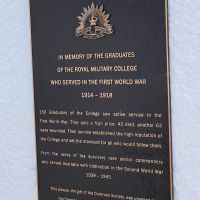 IN MEMORY OF THE GRADUATES
OF THE ROYAL MILITARY COLLEGE
WHO SERVED IN THE FIRST WORLD WAR
1914 – 1918
158 Graduates of the College saw active service in the
First World War. They paid a high price: 42 died, another 63
were wounded. Their service established the high reputation of
the College and set the standard for all who would follow them.
From the ranks of the survivors rose senior commanders
who served Australia with distinction in the Second World War
1939 – 1945.
This plaque, the gift of the Duntroon Society, was unveiled